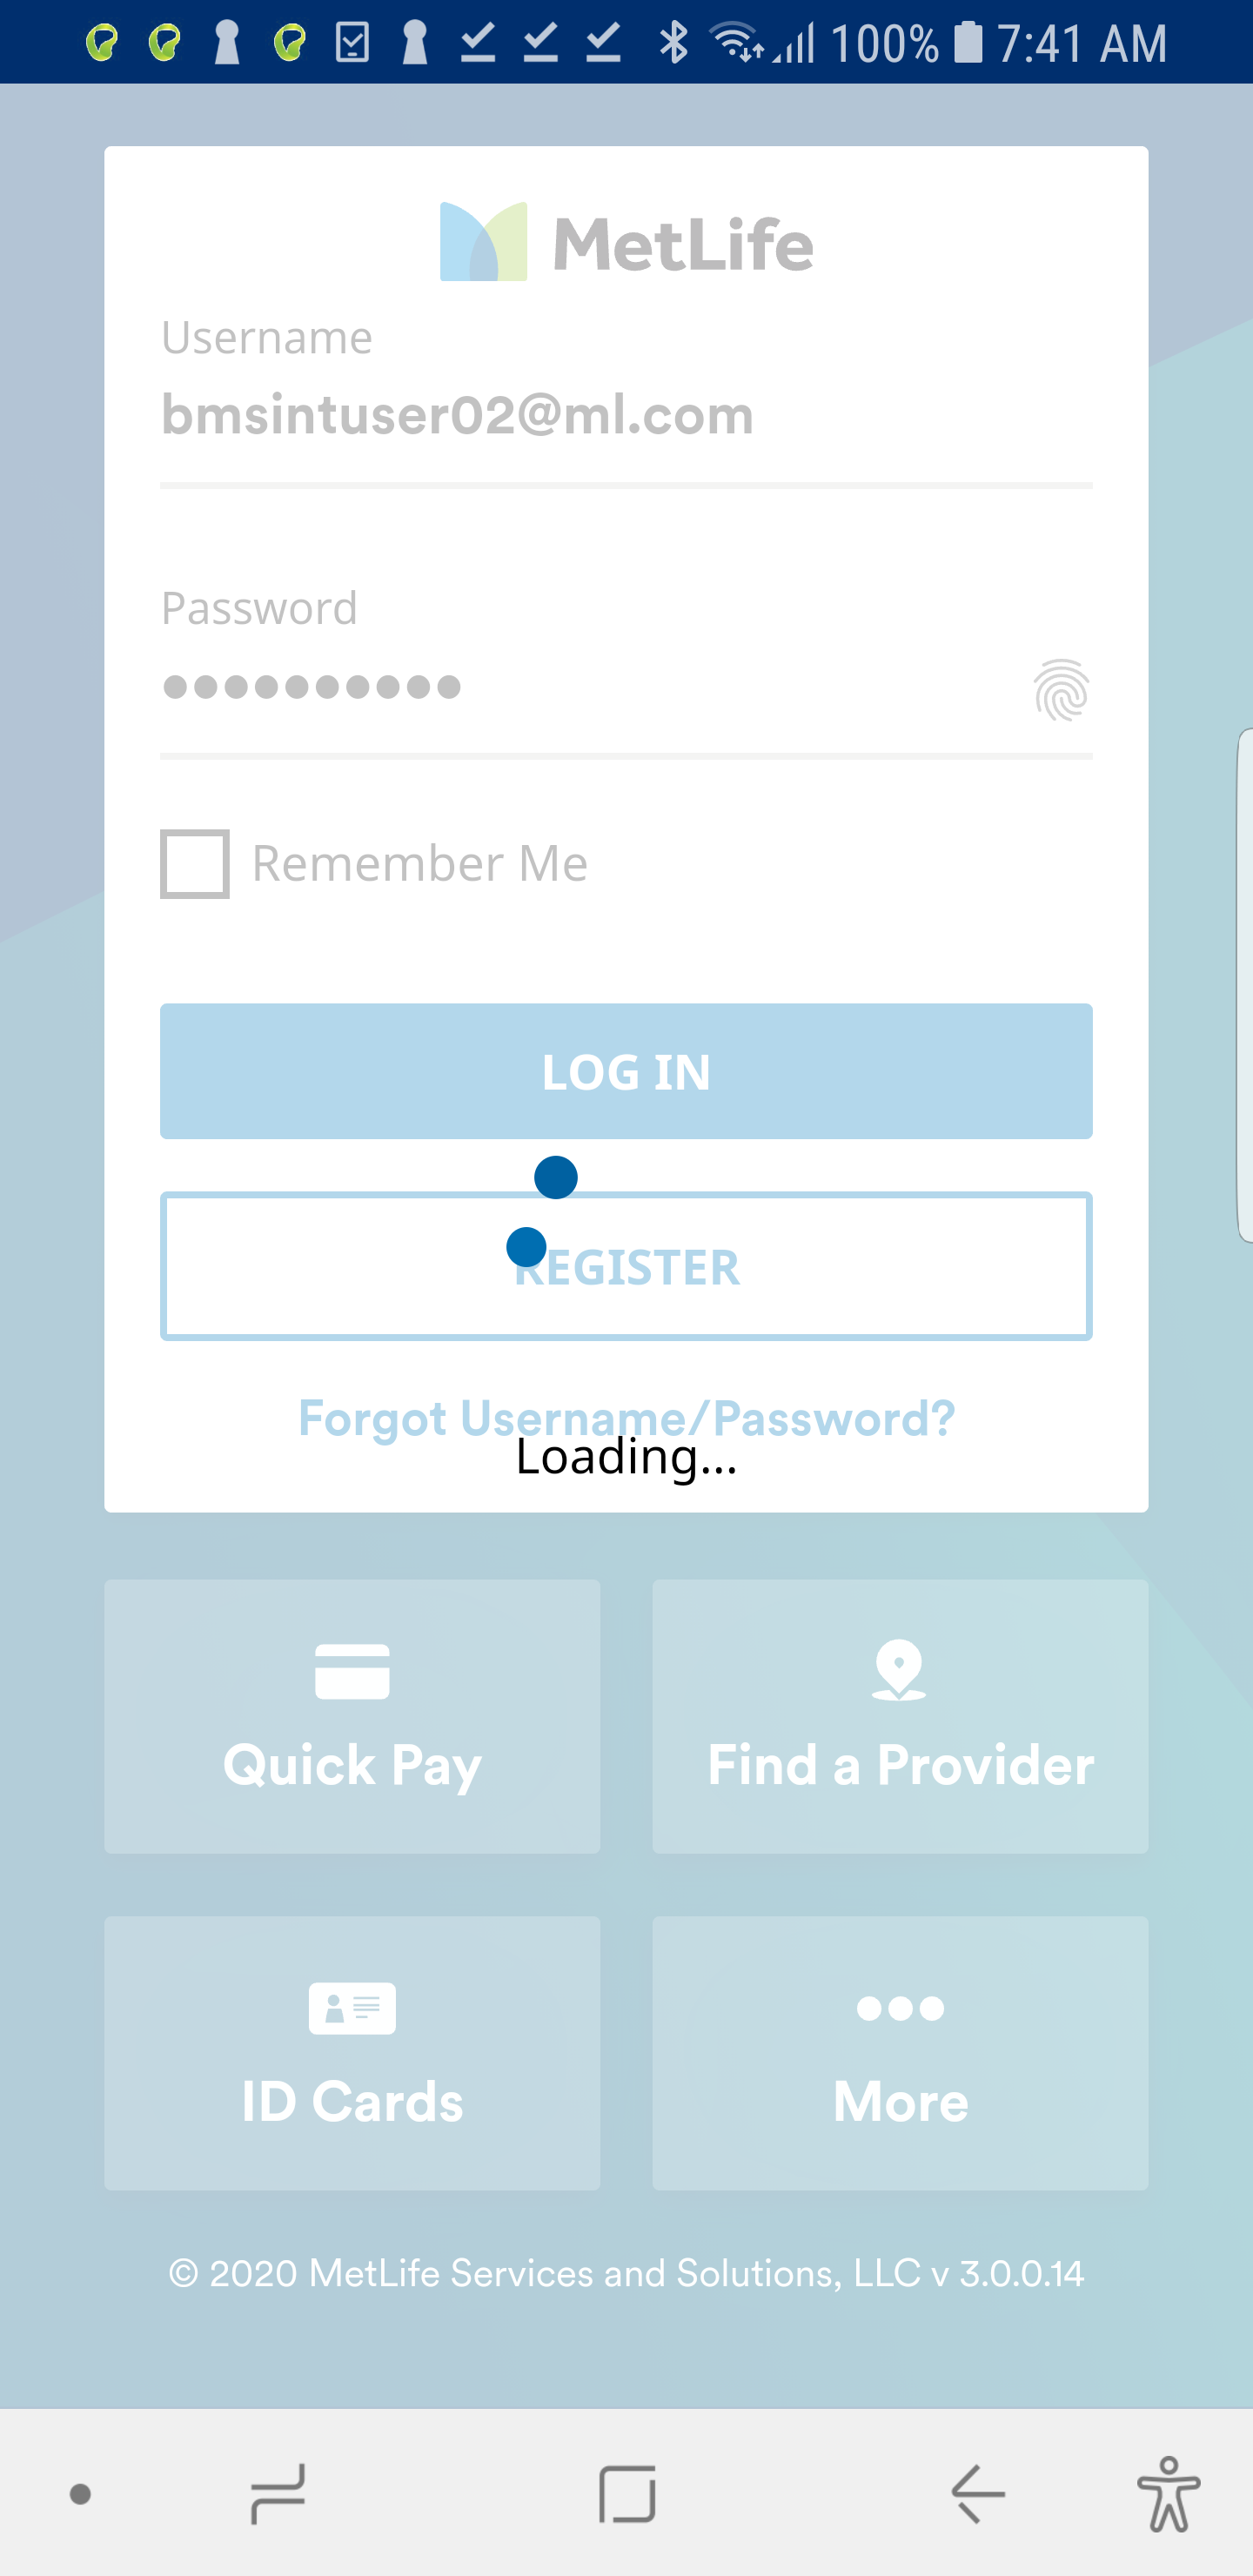 100% 7:41 AM
MetLife
Username
bmsintuser02@ml.com
Password
••••••••••
Remember Me
LOG IN
REGISTER
Forgot Username/Password?
Loading...
Quick Pay
Find a Provider
ID Cards
More
© 2020 MetLife Services and Solutions, LLC v 3.0.0.14